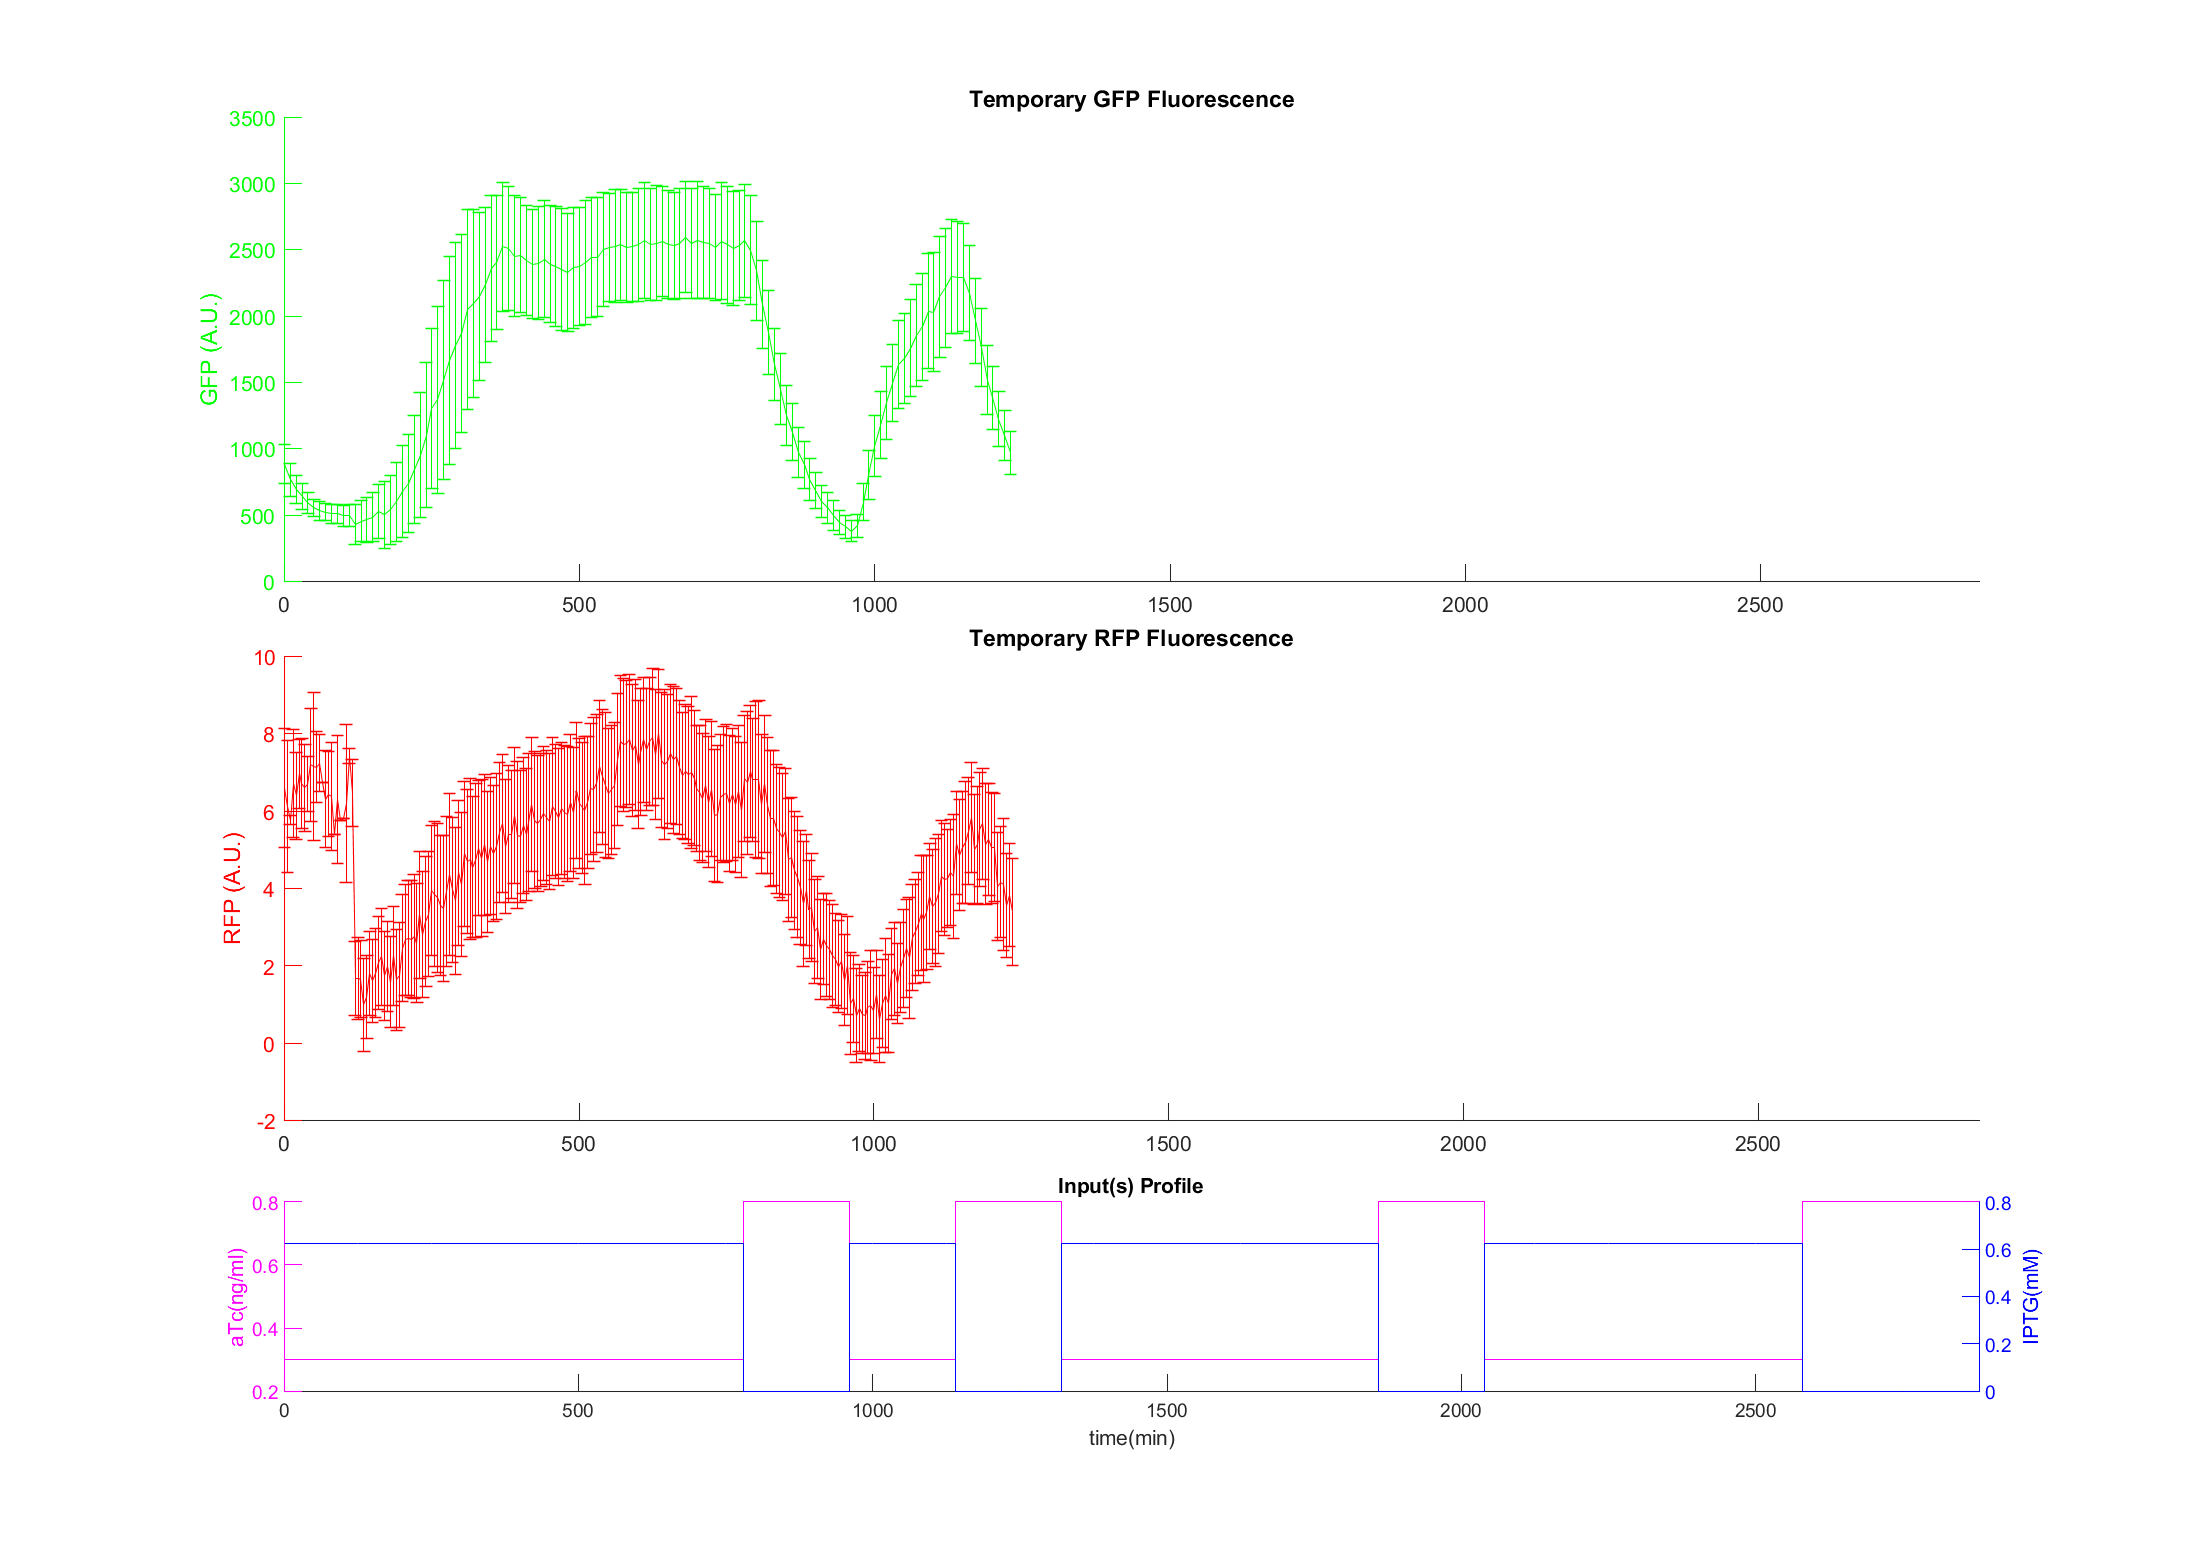 Temporary GFP Fluorescence
3500
3000
2500
2000
1500
1000
500
0
GFP (A.U.)
0 500 1000 1500 2000 2500
Temporary RFP Fluorescence
10
8
6
4
2
0
-2
RFP (A.U.)
0 500 1000 1500 2000 2500
Input(s) Profile
0.8
0.6
0.4
0.2
aTc(ng/ml)
0.8
0.6
0.4
0.2
0
IPTG(mM)
0 500 1000 1500 2000 2500
time(min)